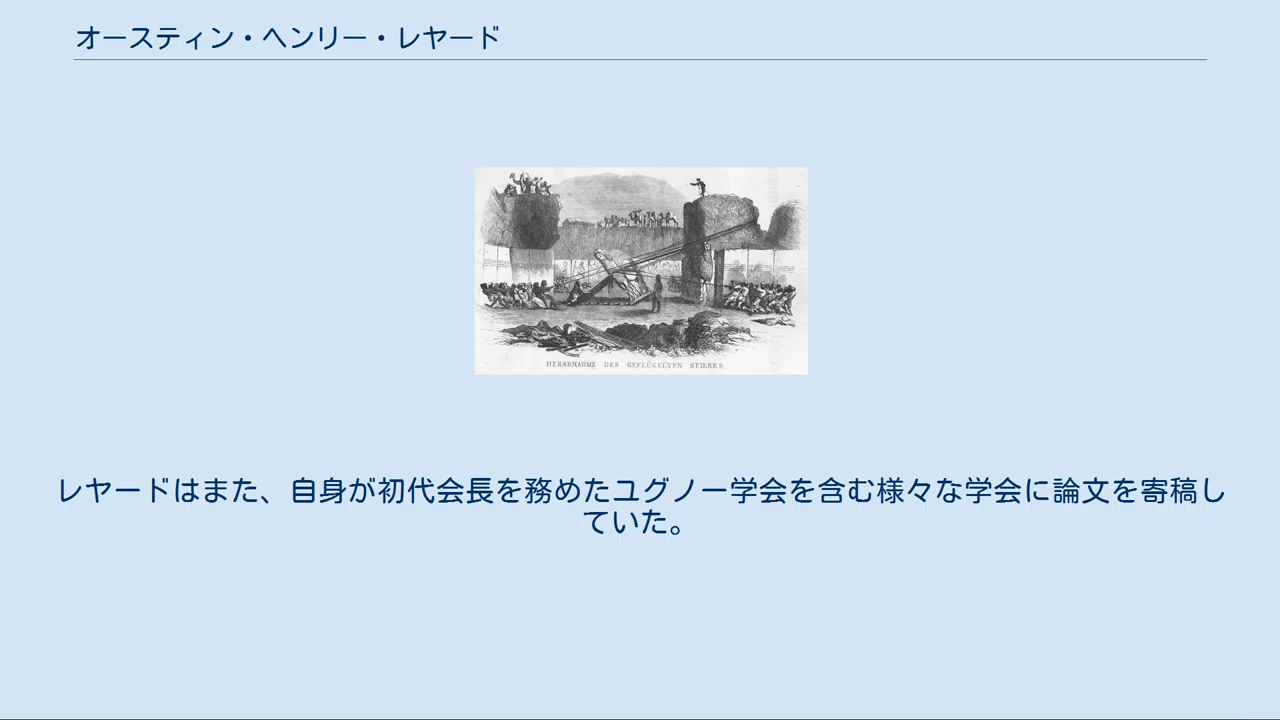 オースティン・ヘンリー・レヤード
HERABNAHME DES GEFLÜGELTEN STIERES
レヤードはまた、自身が初代会長を務めたユグノー学会を含む様々な学会に論文を寄稿し
ていた。